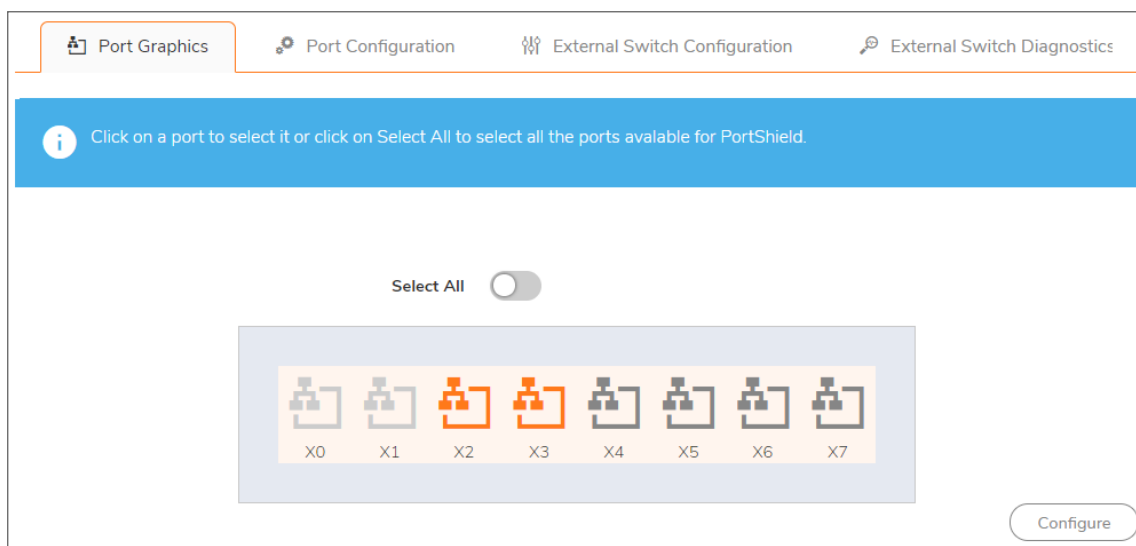 Port Graphics Port Configuration External Switch Configuration External Switch Diagnostics
Click on a port to select it or click on Select All to select all the ports avalable for PortShield.
Select All
X0 X1 X2 X3 X4 X5 X6 X7
Configure